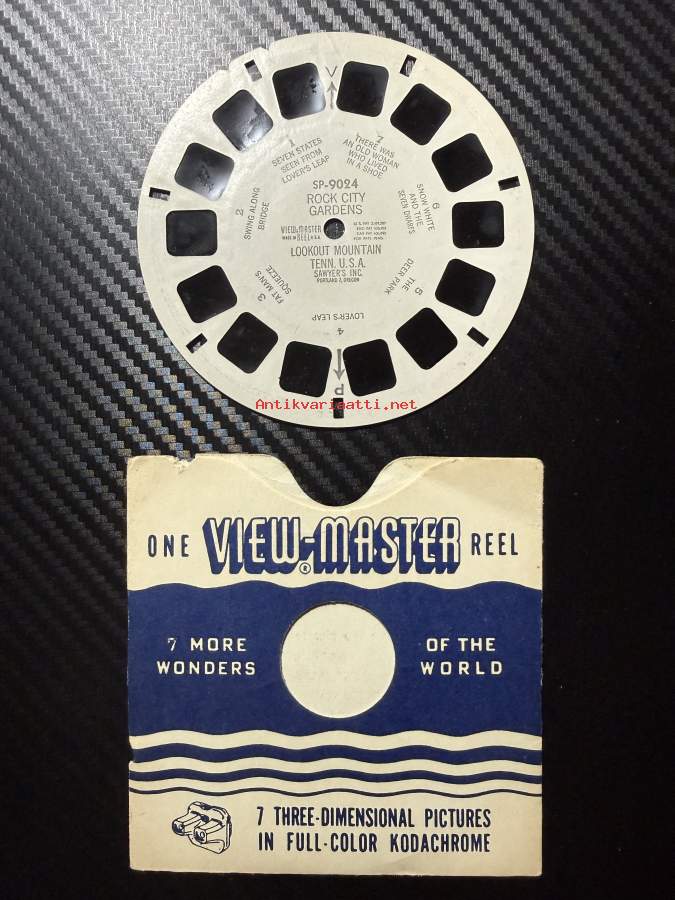 V
1
SEVEN STATES
SEEN FROM
LOVER'S LEAP
7
THERE WAS
AN OLD WOMAN
WHO LIVED
IN A SHOE
2
SWING ALONG
BRIDGE
6
SNOW WHITE
AND THE
SEVEN DWARFS
SP-9024
ROCK CITY
GARDENS
VIEW-MASTER
REEL
LOOKOUT MOUNTAIN
TENN. U.S.A.
SAWYER'S INC.
PORTLAND 7, OREGON
3
FAT MAN'S
SQUEEZE
5
THE
DEER PARK
4
LOVER'S LEAP
P
Antikvariaatti.net
ONE VIEW-MASTER® REEL
7 MORE
WONDERS
OF THE
WORLD
7 THREE-DIMENSIONAL PICTURES
IN FULL-COLOR KODACHROME